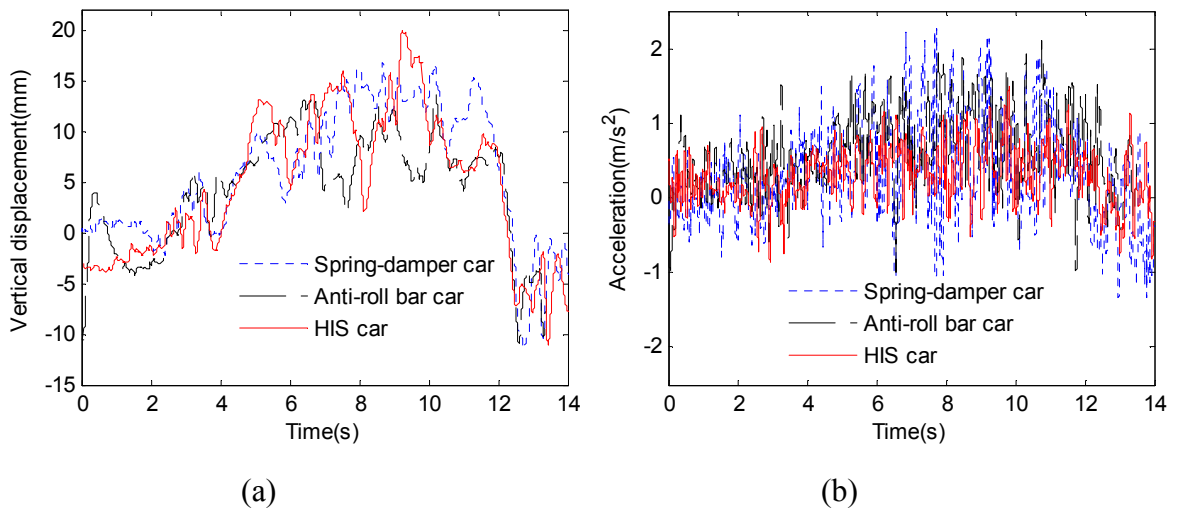 Vertical displacement(mm)
20
15
10
5
0
-5
-10
-15
Spring-damper car
Anti-roll bar car
HIS car
0 2 4 6 8 10 12 14
Time(s)
(a)
Acceleration(m/s²)
2
1
0
-1
-2
Spring-damper car
Anti-roll bar car
HIS car
0 2 4 6 8 10 12 14
Time(s)
(b)